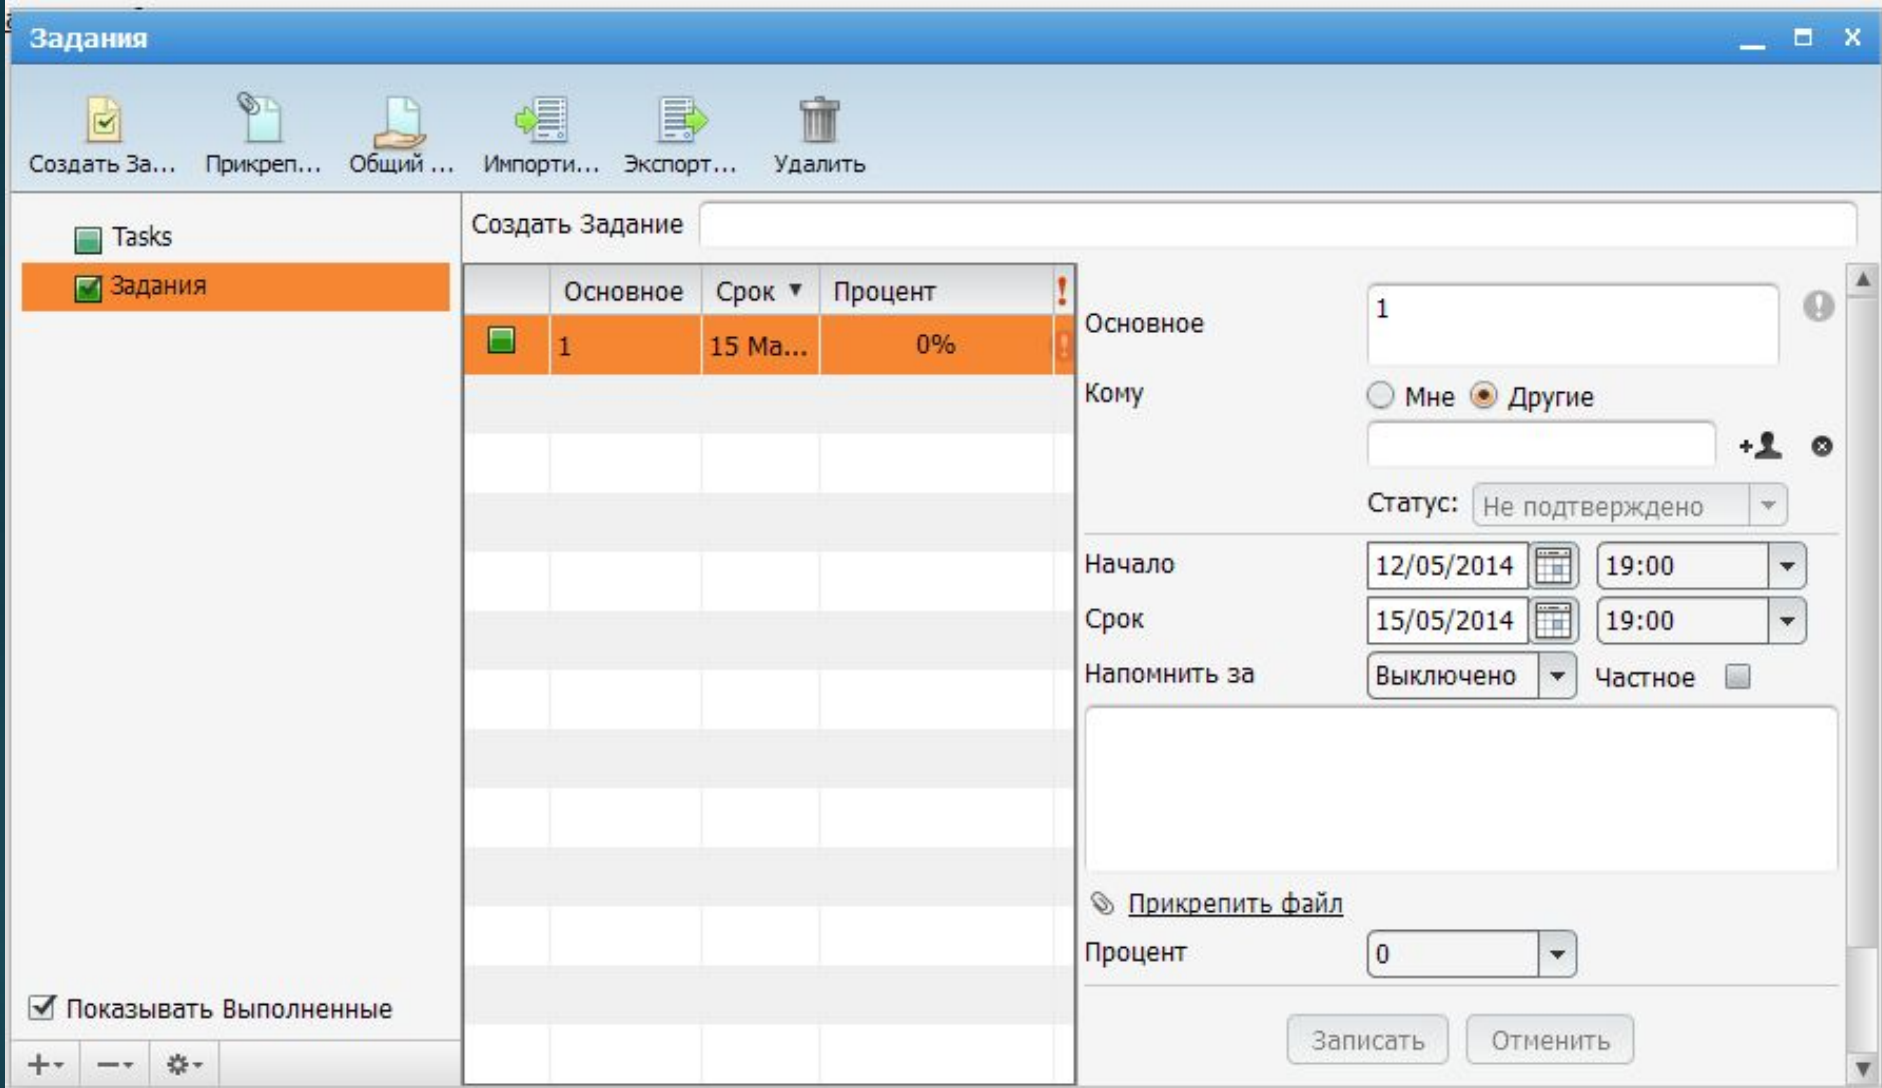 Задания
Создать За... Прикреп... Общий ... Импорти... Экспорт... Удалить
Tasks
Задания
Показывать Выполненные
Создать Задание
Основное Срок Процент !
1 15 Ма... 0%
Основное 1
Кому Мне Другие
Статус: Не подтверждено
Начало 12/05/2014 19:00
Срок 15/05/2014 19:00
Напомнить за Выключено Частное
Прикрепить файл
Процент 0
Записать Отменить